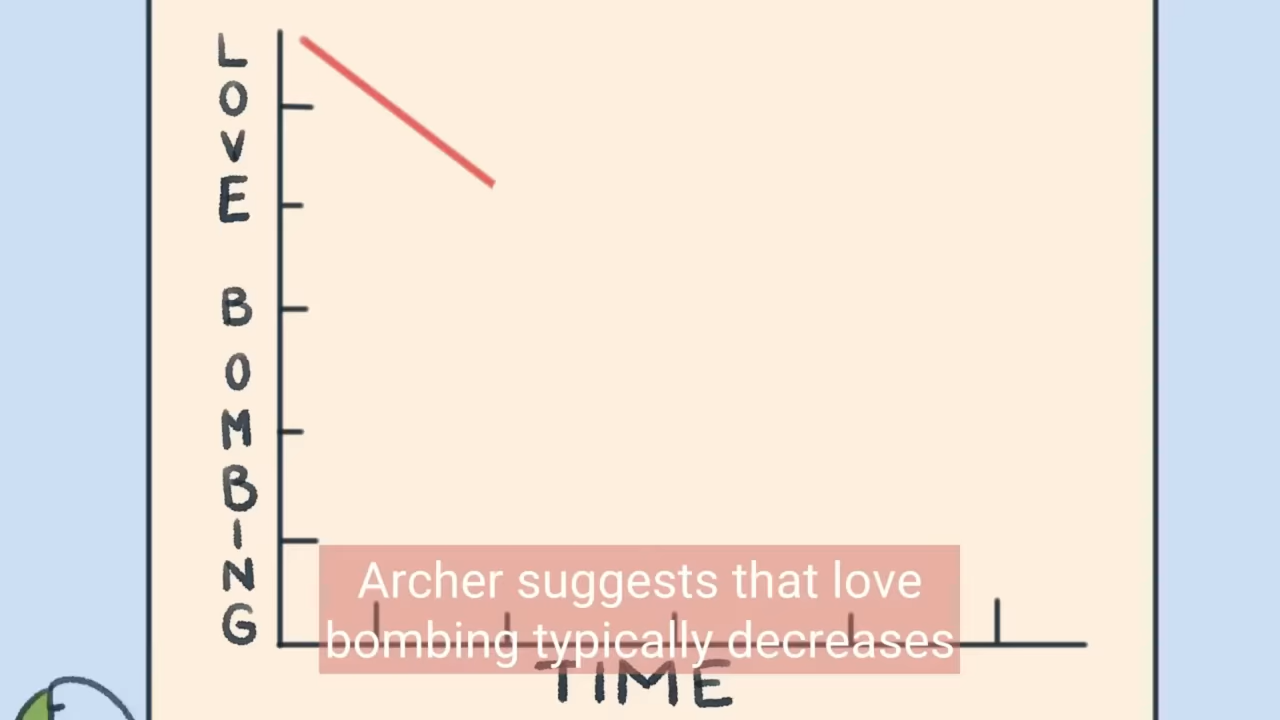 LOVE BOMBING
Archer suggests that love
bombing typically decreases
TIME